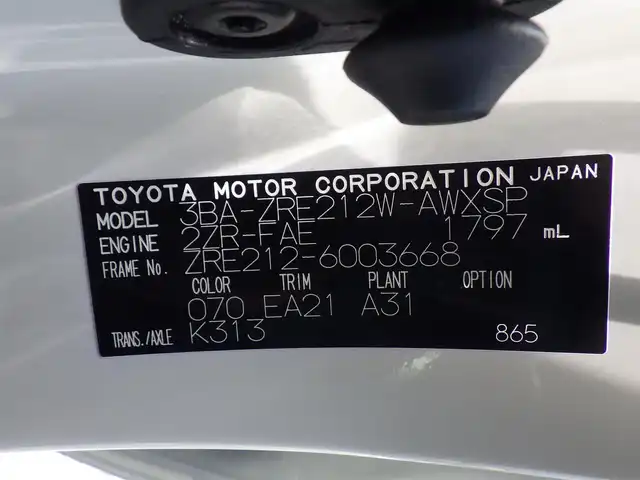 TOYOTA MOTOR CORPORATION JAPAN
MODEL 3BA-ZRE212W-AWXSP
ENGINE 2ZR-FAE 1797 mL
FRAME No. ZRE212-6003668
COLOR TRIM PLANT OPTION
070 EA21 A31
TRANS./AXLE K313 865